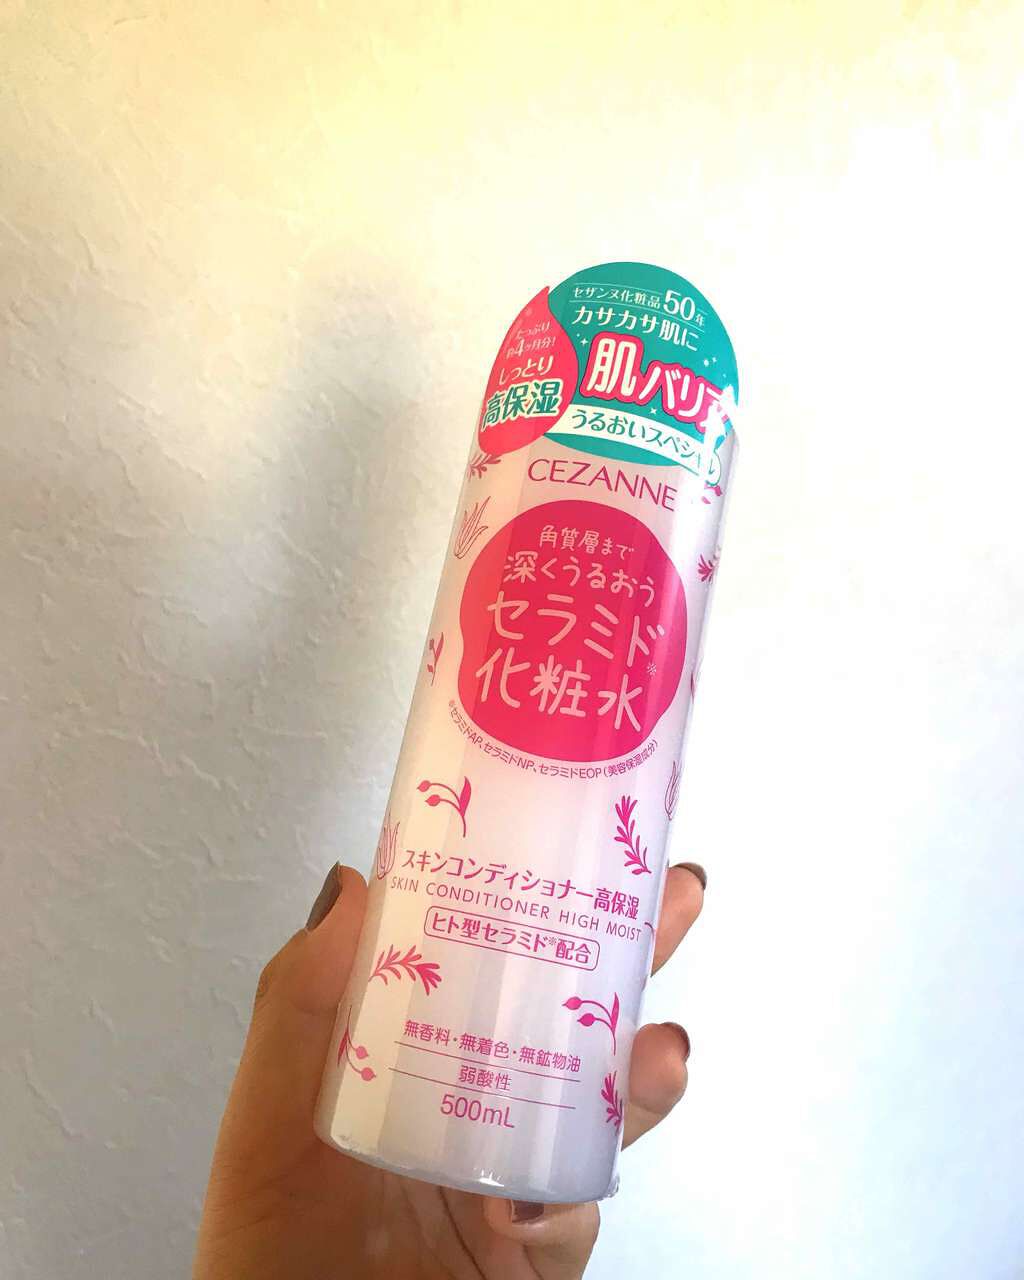 セザンヌ化粧品50年
カサカサ肌に
肌バリア
うるおいスペシャル
たっぷり
約4ヶ月分!
しっとり
高保湿
CEZANNE
角質層まで
深くうるおう
セラミド※
化粧水
※セラミドAP、セラミドNP、セラミドEOP(美容保湿成分)
スキンコンディショナー高保湿
SKIN CONDITIONER HIGH MOIST
ヒト型セラミド※配合
無香料・無着色・無鉱物油
弱酸性
500mL